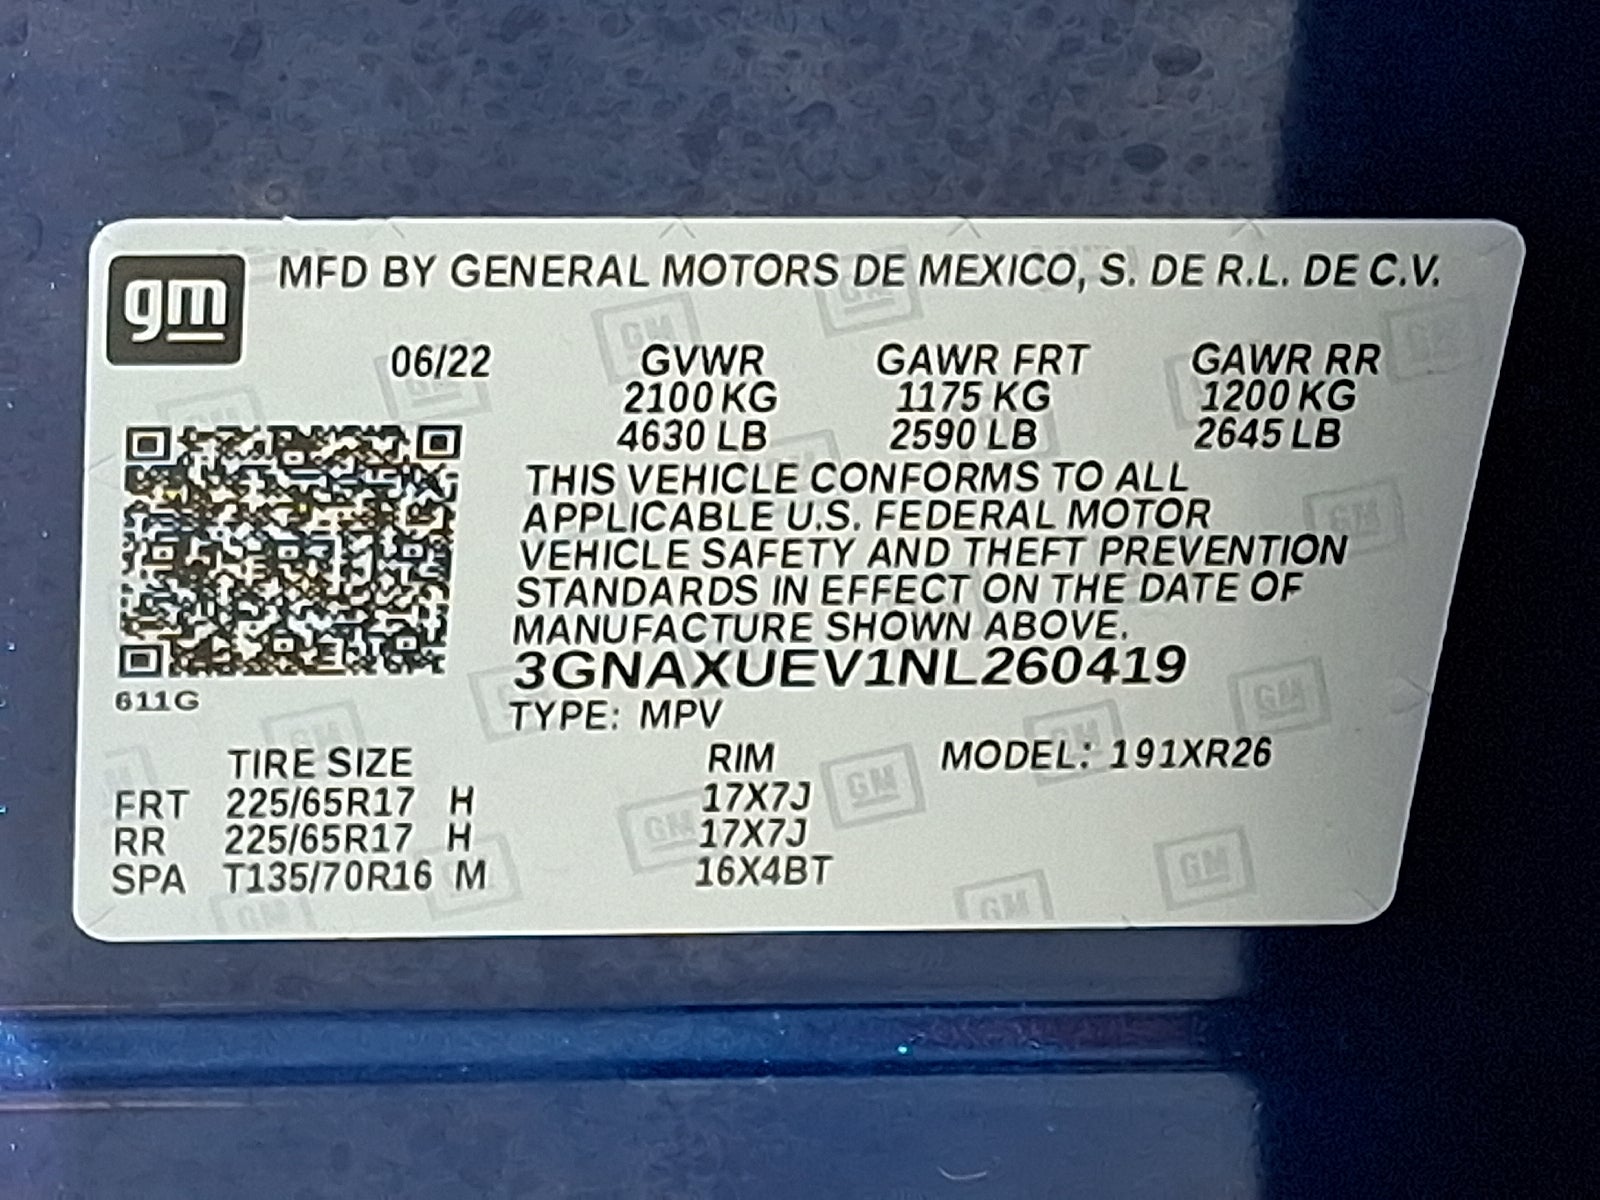 gm
MFD BY GENERAL MOTORS DE MEXICO, S. DE R.L. DE C.V.
06/22 GVWR GAWR FRT GAWR RR
2100 KG 1175 KG 1200 KG
4630 LB 2590 LB 2645 LB
THIS VEHICLE CONFORMS TO ALL
APPLICABLE U.S. FEDERAL MOTOR
VEHICLE SAFETY AND THEFT PREVENTION
STANDARDS IN EFFECT ON THE DATE OF
MANUFACTURE SHOWN ABOVE.
3GNAXUEV1NL260419
611G
TYPE: MPV
TIRE SIZE RIM MODEL: 191XR26
FRT 225/65R17 H 17X7J
RR 225/65R17 H 17X7J
SPA T135/70R16 M 16X4BT